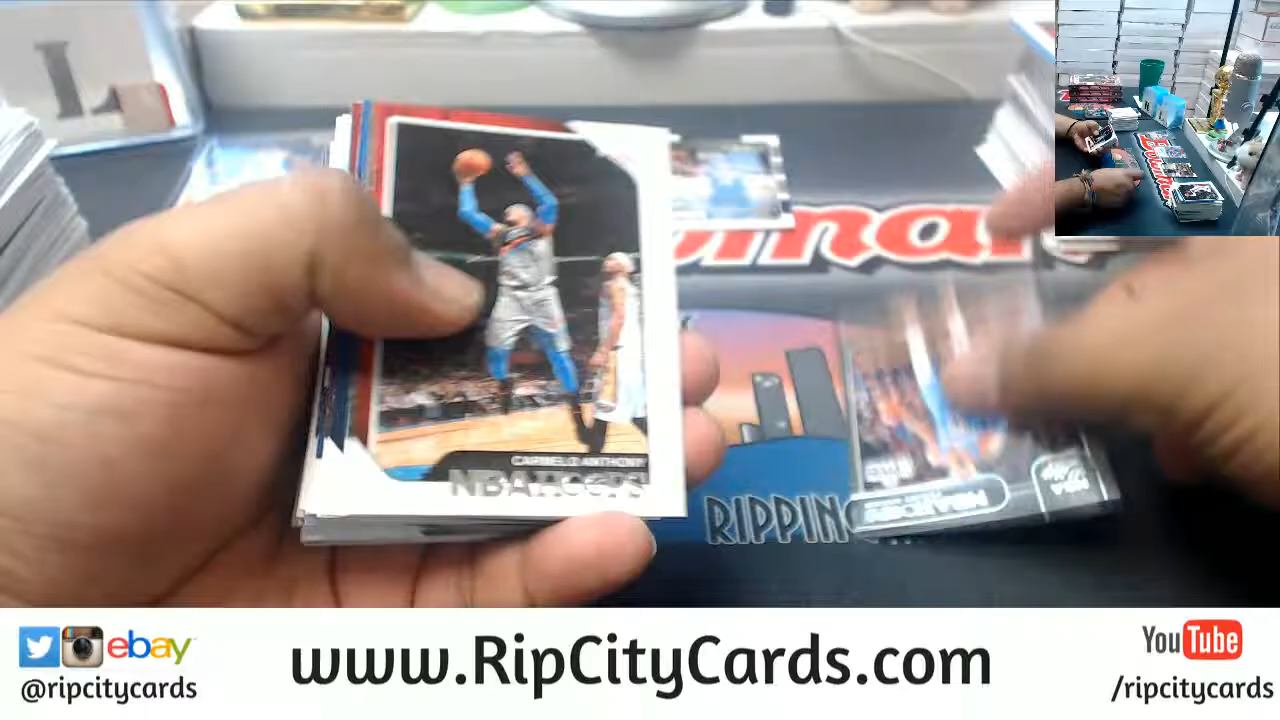 CARMELO ANTHONY
NBA HOOPS
RIPPIN
ebay
@ripcitycards
www.RipCityCards.com
YouTube
/ripcitycards